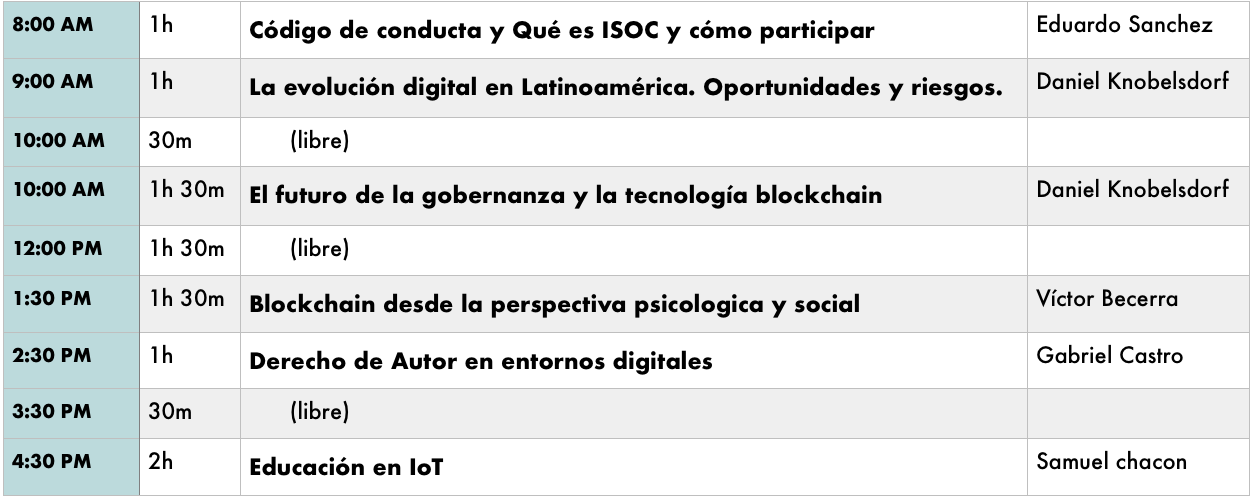 8:00 AM 1h Código de conducta y Qué es ISOC y cómo participar Eduardo Sanchez
9:00 AM 1h La evolución digital en Latinoamérica. Oportunidades y riesgos. Daniel Knobelsdorf
10:00 AM 30m (libre)
10:00 AM 1h 30m El futuro de la gobernanza y la tecnología blockchain Daniel Knobelsdorf
12:00 PM 1h 30m (libre)
1:30 PM 1h 30m Blockchain desde la perspectiva psicologica y social Víctor Becerra
2:30 PM 1h Derecho de Autor en entornos digitales Gabriel Castro
3:30 PM 30m (libre)
4:30 PM 2h Educación en IoT Samuel chacon